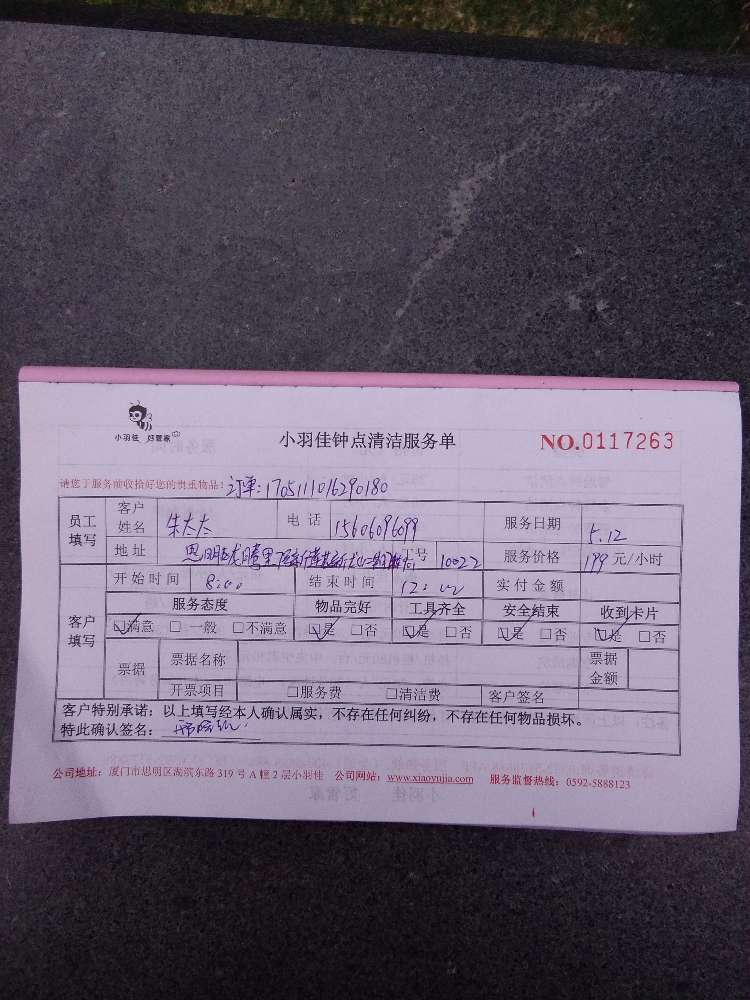 小羽佳 好管家
小羽佳钟点清洁服务单
NO.0117263
请您于服务前收拾好您的贵重物品!
订单:1705111016290180
员工填写 客户姓名 朱太太 电话 15606096099 服务日期 5.12
地址 工号 10022 服务价格 199 元/小时
客户填写 开始时间 8:00 结束时间 12:00 实付金额
服务态度 物品完好 工具齐全 安全结束 收到卡片
☑满意 □一般 □不满意 ☑是 □否 ☑是 □否 ☑是 □否 ☑是 □否
票据 票据名称 票据金额
开票项目 □服务费 □清洁费 客户签名
客户特别承诺:以上填写经本人确认属实,不存在任何纠纷,不存在任何物品损坏。
特此确认签名:
公司地址:厦门市思明区湖滨东路 319 号 A 幢 2 层小羽佳 公司网站:www.xiaoyujia.com 服务监督热线:0592-5888123